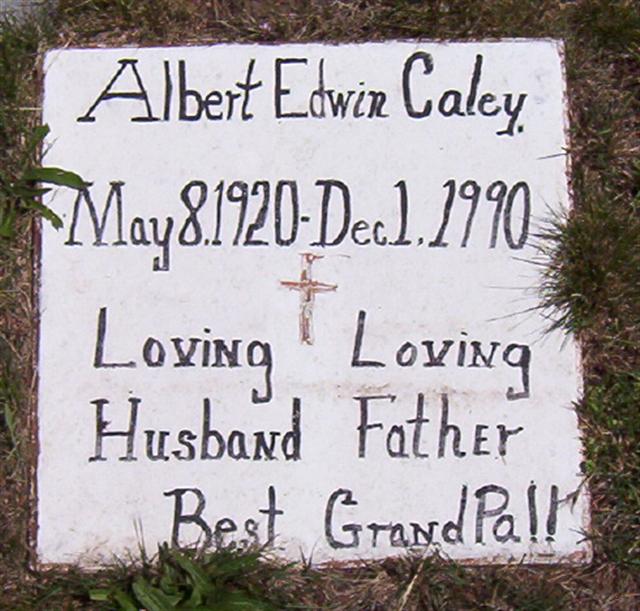 Albert Edwin Caley.
May 8.1920-Dec.1.1990
Loving Loving
Husband Father
Best GrandPa!!